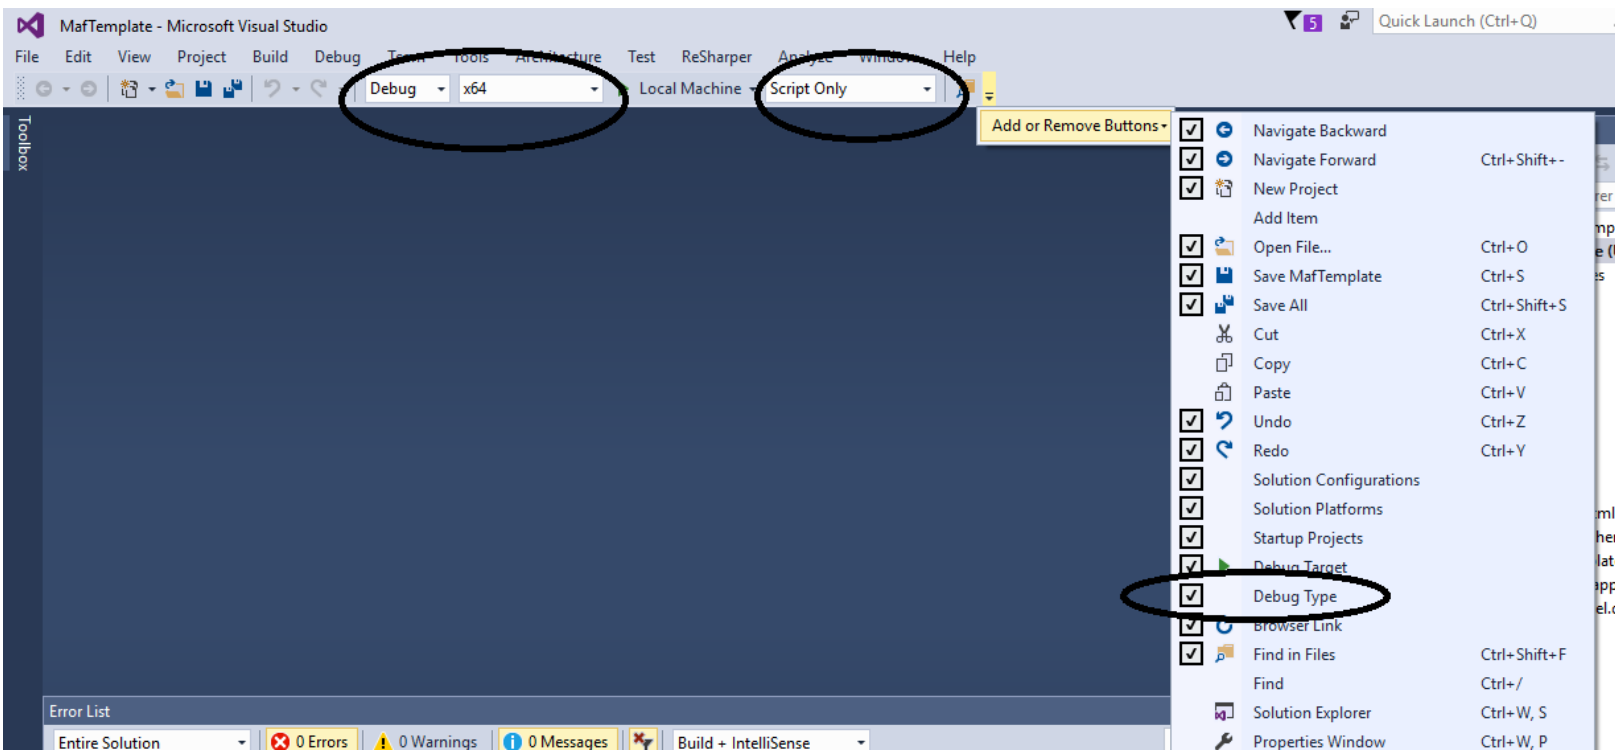 MafTemplate - Microsoft Visual Studio
5
Quick Launch (Ctrl+Q)
File Edit View Project Build Debug Team Tools Architecture Test ReSharper Analyze Window Help
Debug x64 Local Machine Script Only
Toolbox
Add or Remove Buttons
Navigate Backward
Navigate Forward Ctrl+Shift+-
New Project
Add Item
Open File... Ctrl+O
Save MafTemplate Ctrl+S
Save All Ctrl+Shift+S
Cut Ctrl+X
Copy Ctrl+C
Paste Ctrl+V
Undo Ctrl+Z
Redo Ctrl+Y
Solution Configurations
Solution Platforms
Startup Projects
Debug Target
Debug Type
Browser Link
Find in Files Ctrl+Shift+F
Find Ctrl+/
Solution Explorer Ctrl+W, S
Properties Window Ctrl+W, P
Error List
Entire Solution 0 Errors 0 Warnings 0 Messages Build + IntelliSense